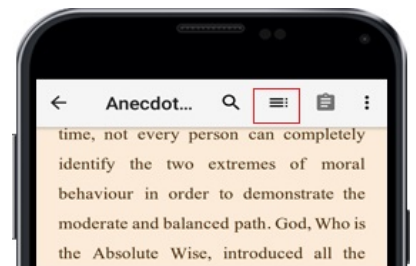 Anecdot...
time, not every person can completely
identify the two extremes of moral
behaviour in order to demonstrate the
moderate and balanced path. God, Who is
the Absolute Wise, introduced all the